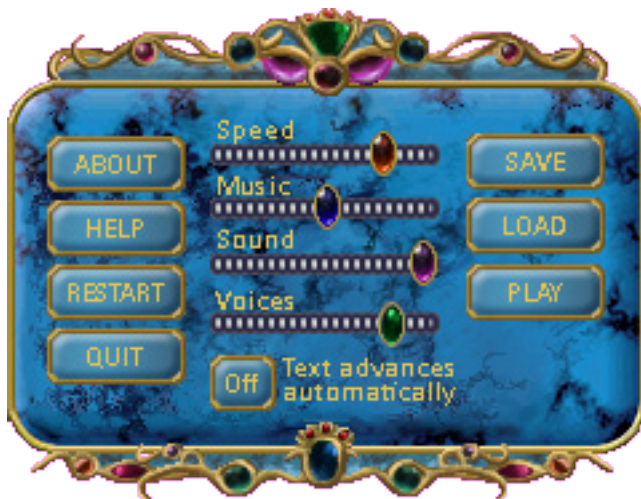 ABOUT
HELP
RESTART
QUIT
Speed
Music
Sound
Voices
Off
Text advances
automatically
SAVE
LOAD
PLAY